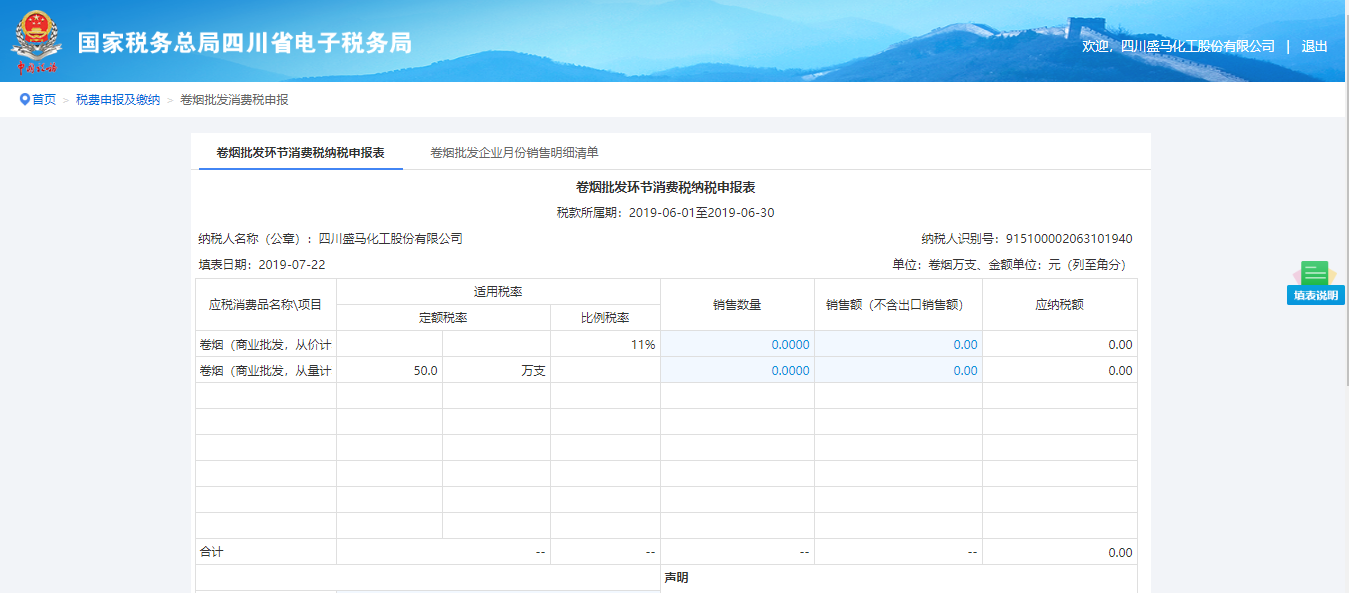 国家税务总局四川省电子税务局
欢迎，四川盛马化工股份有限公司 | 退出
中国税务
首页 > 税费申报及缴纳 > 卷烟批发消费税申报
卷烟批发环节消费税纳税申报表 卷烟批发企业月份销售明细清单
卷烟批发环节消费税纳税申报表
税款所属期：2019-06-01至2019-06-30
纳税人名称（公章）：四川盛马化工股份有限公司 纳税人识别号：915100002063101940
填表日期：2019-07-22 单位：卷烟万支、金额单位：元（列至角分）
填表说明
应税消费品名称\项目 适用税率 销售数量 销售额（不含出口销售额） 应纳税额
定额税率 比例税率
卷烟（商业批发，从价计 11% 0.0000 0.00 0.00
卷烟（商业批发，从量计 50.0 万支 0.0000 0.00 0.00
合计 -- -- -- -- 0.00
声明